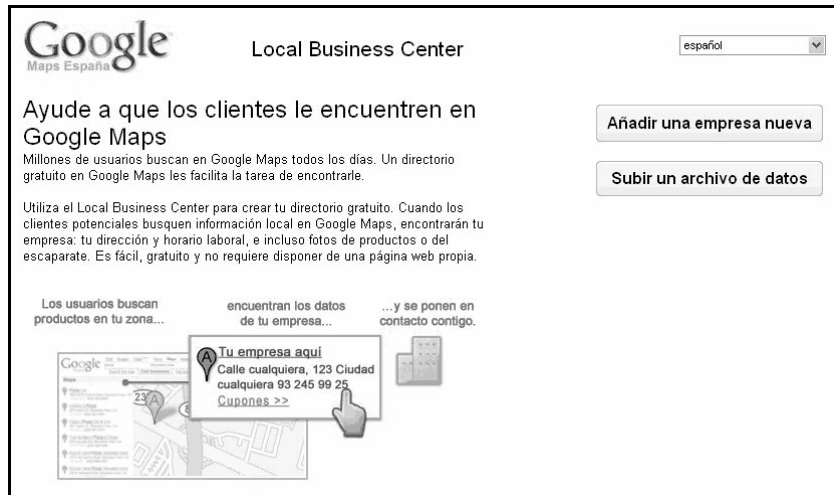 Google
Maps España
Local Business Center
español
Ayude a que los clientes le encuentren en
Google Maps
Millones de usuarios buscan en Google Maps todos los días. Un directorio
gratuito en Google Maps les facilita la tarea de encontrarle.
Utiliza el Local Business Center para crear tu directorio gratuito. Cuando los
clientes potenciales busquen información local en Google Maps, encontrarán tu
empresa: tu dirección y horario laboral, e incluso fotos de productos o del
escaparate. Es fácil, gratuito y no requiere disponer de una página web propia.
Añadir una empresa nueva
Subir un archivo de datos
Los usuarios buscan
productos en tu zona...
encuentran los datos
de tu empresa...
...y se ponen en
contacto contigo.
Google
Maps
A
23
A
Tu empresa aquí
Calle cualquiera, 123 Ciudad
cualquiera 93 245 99 25
Cupones >>